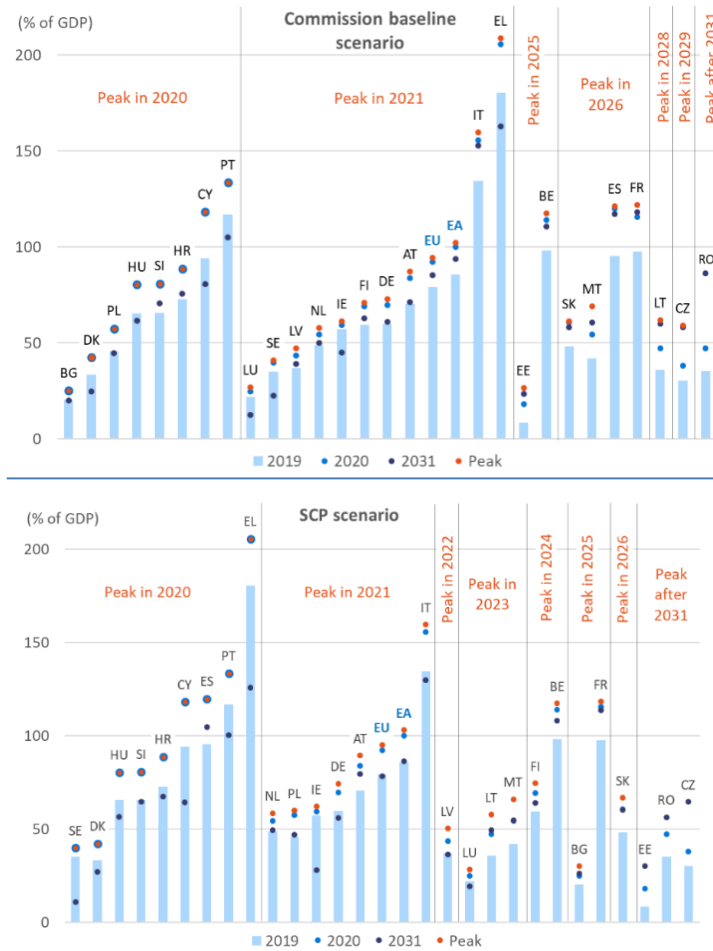 (% of GDP)
Commission baseline
scenario
200
150
100
50
0
Peak in 2020
Peak in 2021
Peak in 2025
Peak in
2026
Peak in 2028
Peak in 2029
Peak after 2031
BG
DK
PL
HU
SI
HR
CY
PT
LU
SE
LV
NL
IE
FI
DE
AT
EU
EA
IT
EL
EE
BE
SK
MT
ES
FR
LT
CZ
RO
2019
2020
2031
Peak
(% of GDP)
SCP scenario
200
150
100
50
0
Peak in 2020
Peak in 2021
Peak in 2022
Peak in
2023
Peak in 2024
Peak in 2025
Peak in 2026
Peak
after
2031
SE
DK
HU
SI
HR
CY
ES
PT
EL
NL
PL
IE
DE
AT
EU
EA
IT
LV
LU
LT
MT
FI
BE
BG
FR
SK
EE
RO
CZ
2019
2020
2031
Peak